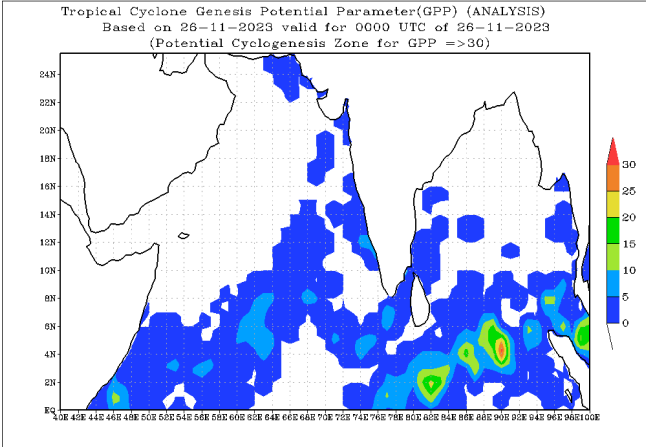 Tropical Cyclone Genesis Potential Parameter(GPP) (ANALYSIS)
Based on 26-11-2023 valid for 0000 UTC of 26-11-2023
(Potential Cyclogenesis Zone for GPP =>30)
24N
22N
20N
18N
16N
14N
12N
10N
8N
6N
4N
2N
EQ
40E 42E 44E 46E 48E 50E 52E 54E 56E 58E 60E 62E 64E 66E 68E 70E 72E 74E 76E 78E 80E 82E 84E 86E 88E 90E 92E 94E 96E 98E 100E
30
25
20
15
10
5
0